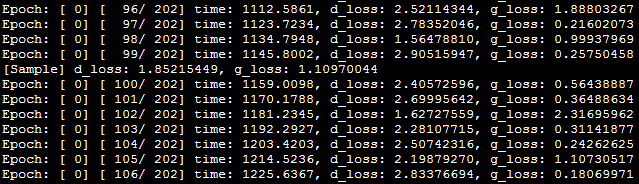 Epoch: [ 0] [ 96/ 202] time: 1112.5861, d_loss: 2.52114344, g_loss: 1.88803267
Epoch: [ 0] [ 97/ 202] time: 1123.7234, d_loss: 2.78352046, g_loss: 0.21602073
Epoch: [ 0] [ 98/ 202] time: 1134.7948, d_loss: 1.56478810, g_loss: 0.99937969
Epoch: [ 0] [ 99/ 202] time: 1145.8002, d_loss: 2.90515947, g_loss: 0.25750458
[Sample] d_loss: 1.85215449, g_loss: 1.10970044
Epoch: [ 0] [ 100/ 202] time: 1159.0098, d_loss: 2.40572596, g_loss: 0.56438887
Epoch: [ 0] [ 101/ 202] time: 1170.1788, d_loss: 2.69995642, g_loss: 0.36488634
Epoch: [ 0] [ 102/ 202] time: 1181.2345, d_loss: 1.62727559, g_loss: 2.31695962
Epoch: [ 0] [ 103/ 202] time: 1192.2927, d_loss: 2.28107715, g_loss: 0.31141877
Epoch: [ 0] [ 104/ 202] time: 1203.4203, d_loss: 2.50742316, g_loss: 0.24262625
Epoch: [ 0] [ 105/ 202] time: 1214.5236, d_loss: 2.19879270, g_loss: 1.10730517
Epoch: [ 0] [ 106/ 202] time: 1225.6367, d_loss: 2.83376694, g_loss: 0.18069971